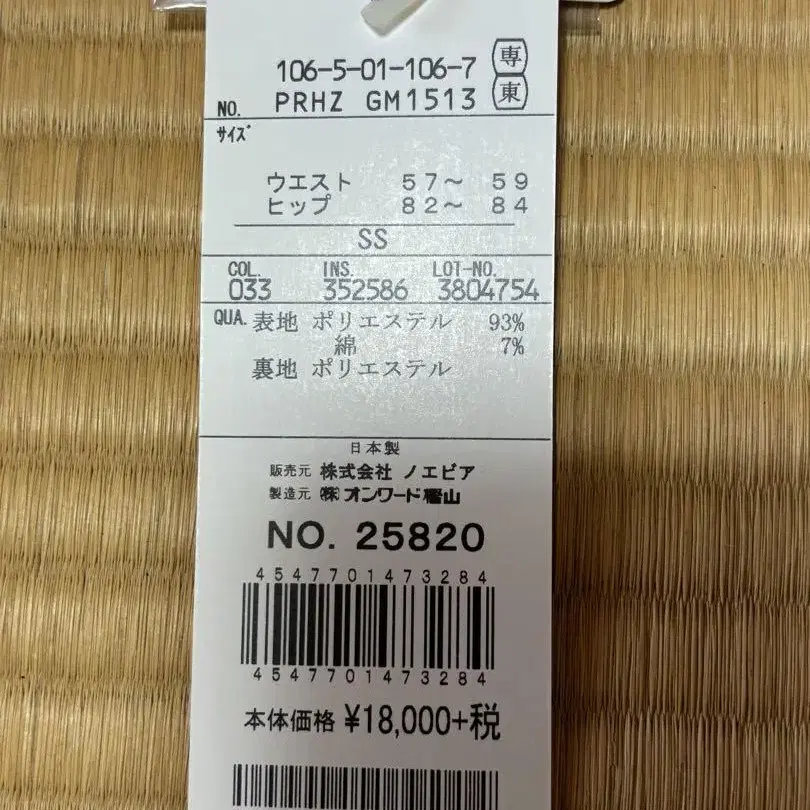 106-5-01-106-7 専
NO. PRHZ GM1513 東
サイズ
ウエスト 57〜 59
ヒップ 82〜 84
SS
COL. INS. LOT-NO.
033 352586 3804754
QUA. 表地 ポリエステル 93%
綿 7%
裏地 ポリエステル
日本製
販売元 株式会社 ノエビア
製造元 ㈱オンワード樫山
NO. 25820
4547701473284
4547701473284
本体価格 ¥18,000+税